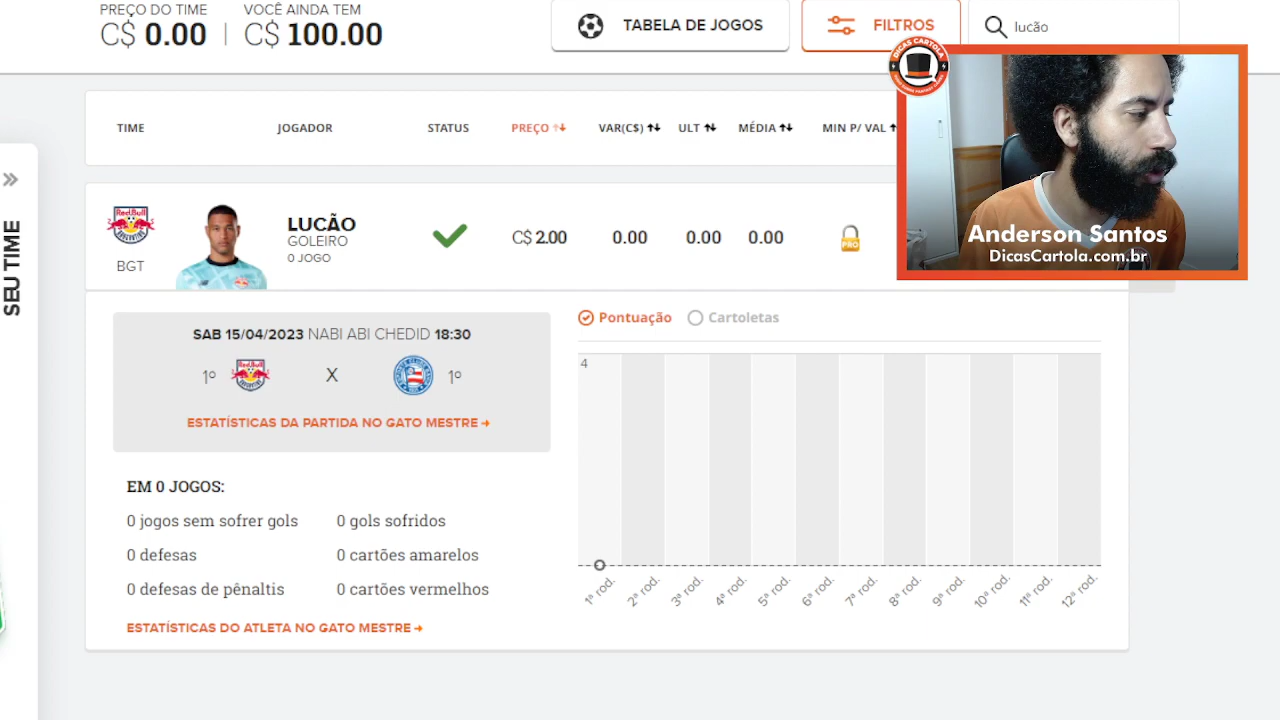 PREÇO DO TIME
C$ 0.00
VOCÊ AINDA TEM
C$ 100.00
TABELA DE JOGOS
FILTROS
lucão
DICAS CARTOLA
TIME
JOGADOR
STATUS
PREÇO
VAR(C$)
ULT
MÉDIA
MIN P/ VAL
SEU TIME
RedBull
BGT
LUCÃO
GOLEIRO
0 JOGO
C$ 2.00
0.00
0.00
0.00
PRO
Anderson Santos
DicasCartola.com.br
SAB 15/04/2023 NABI ABI CHEDID 18:30
1º
RedBull
X
1º
ESTATÍSTICAS DA PARTIDA NO GATO MESTRE
EM 0 JOGOS:
0 jogos sem sofrer gols
0 gols sofridos
0 defesas
0 cartões amarelos
0 defesas de pênaltis
0 cartões vermelhos
ESTATÍSTICAS DO ATLETA NO GATO MESTRE
Pontuação
Cartoletas
4
1ª rod.
2ª rod.
3ª rod.
4ª rod.
5ª rod.
6ª rod.
7ª rod.
8ª rod.
9ª rod.
10ª rod.
11ª rod.
12ª rod.